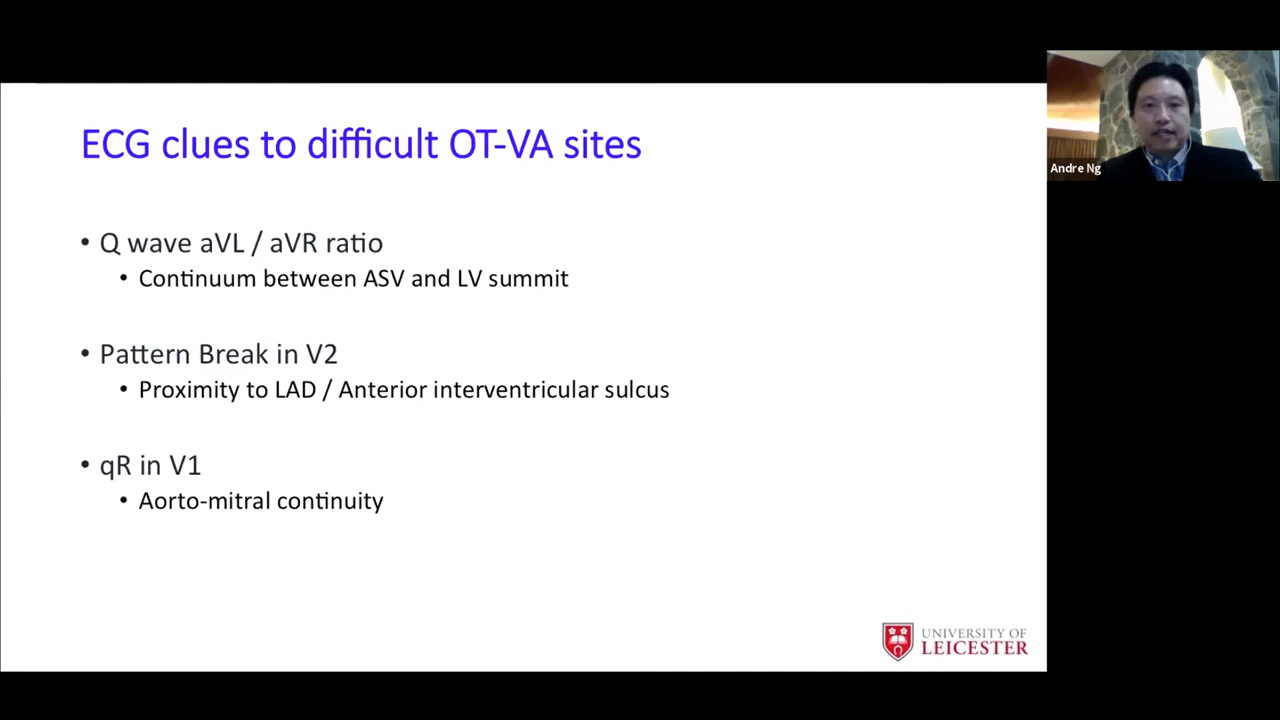 ECG clues to difficult OT-VA sites
Andre Ng
• Q wave aVL / aVR ratio
• Continuum between ASV and LV summit
• Pattern Break in V2
• Proximity to LAD / Anterior interventricular sulcus
• qR in V1
• Aorto-mitral continuity
UNIVERSITY OF
LEICESTER